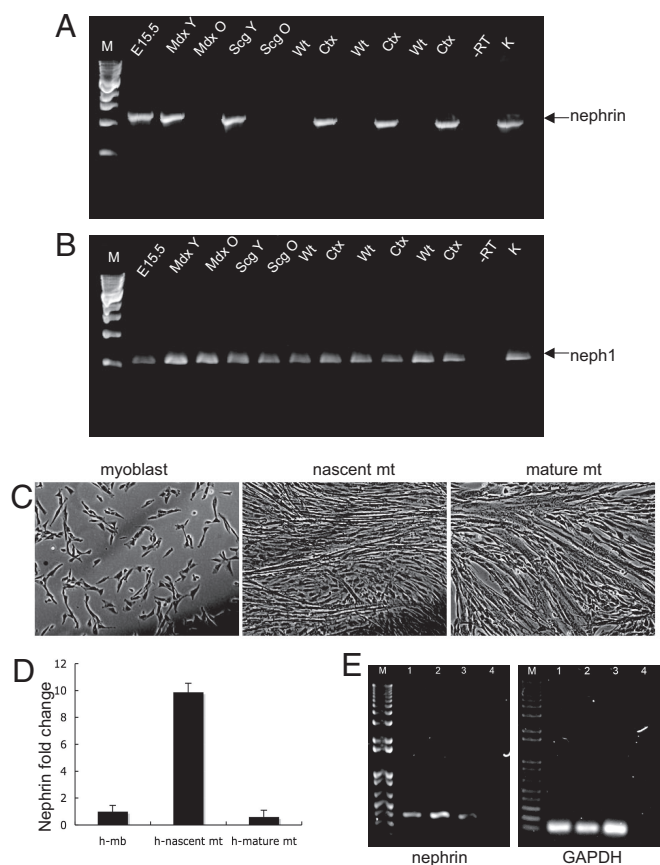 A
M E15.5 Mdx Y Mdx O Scg Y Scg O Wt Ctx Wt Ctx Wt Ctx -RT K
nephrin
B
M E15.5 Mdx Y Mdx O Scg Y Scg O Wt Ctx Wt Ctx Wt Ctx -RT K
neph1
myoblast nascent mt mature mt
C
D
Nephrin fold change
12
10
8
6
4
2
0
h-mb h-nascent mt h-mature mt
E
M 1 2 3 4 M 1 2 3 4
nephrin GAPDH